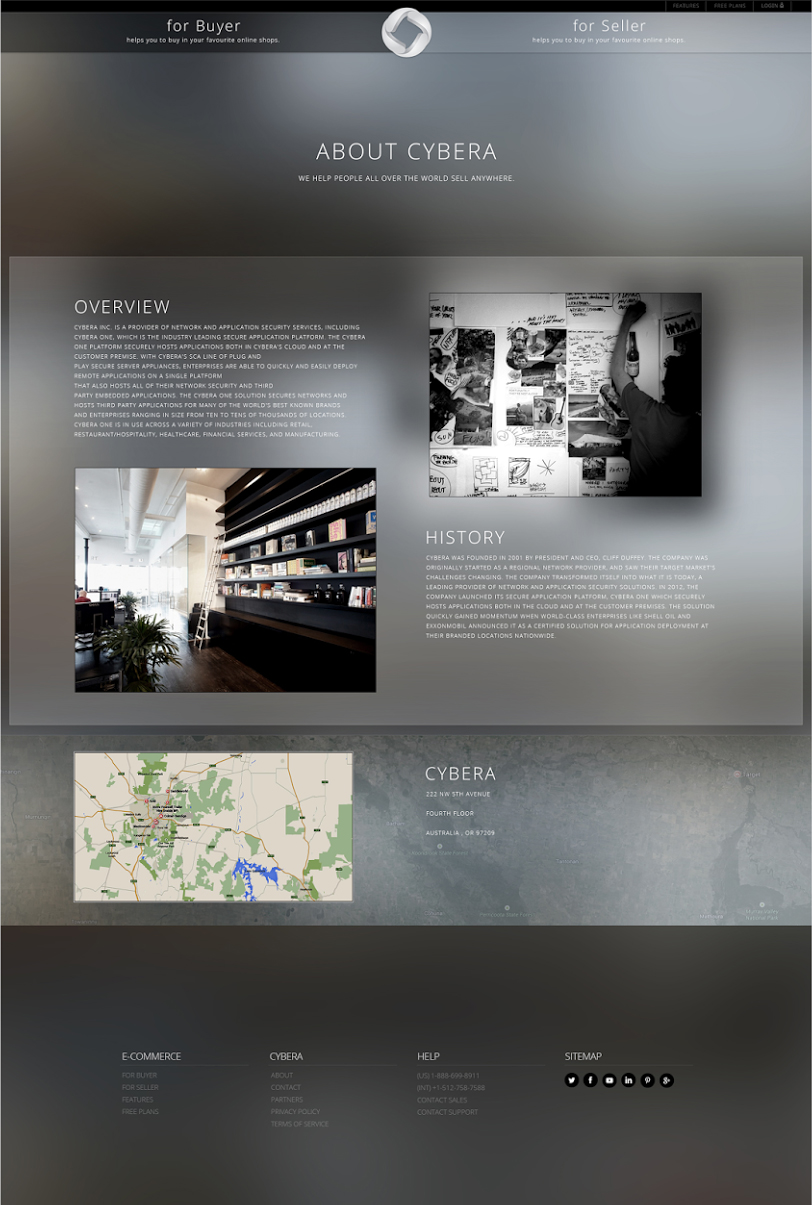 FEATURES
FREE PLANS
LOGIN
for Buyer
helps you to buy in your favourite online shops.
for Seller
helps you to buy in your favourite online shops.
ABOUT CYBERA
WE HELP PEOPLE ALL OVER THE WORLD SELL ANYWHERE.
OVERVIEW
CYBERA INC. IS A PROVIDER OF NETWORK AND APPLICATION SECURITY SERVICES, INCLUDING
CYBERA ONE, WHICH IS THE INDUSTRY LEADING SECURE APPLICATION PLATFORM. THE CYBERA
ONE PLATFORM SECURELY HOSTS APPLICATIONS BOTH IN CYBERA'S CLOUD AND AT THE
CUSTOMER PREMISE. WITH CYBERA'S SCA LINE OF PLUG AND
PLAY SECURE SERVER APPLIANCES, ENTERPRISES ARE ABLE TO QUICKLY AND EASILY DEPLOY
REMOTE APPLICATIONS ON A SINGLE PLATFORM
THAT ALSO HOSTS ALL OF THEIR NETWORK SECURITY AND THIRD
PARTY EMBEDDED APPLICATIONS. THE CYBERA ONE SOLUTION SECURES NETWORKS AND
HOSTS THIRD PARTY APPLICATIONS FOR MANY OF THE WORLD'S BEST KNOWN BRANDS
AND ENTERPRISES RANGING IN SIZE FROM TEN TO TENS OF THOUSANDS OF LOCATIONS.
CYBERA ONE IS IN USE ACROSS A VARIETY OF INDUSTRIES INCLUDING RETAIL,
RESTAURANT/HOSPITALITY, HEALTHCARE, FINANCIAL SERVICES, AND MANUFACTURING.
HISTORY
CYBERA WAS FOUNDED IN 2001 BY PRESIDENT AND CEO, CLIFF DUFFEY. THE COMPANY WAS
ORIGINALLY STARTED AS A REGIONAL NETWORK PROVIDER, AND SAW THEIR TARGET MARKET'S
CHALLENGES CHANGING. THE COMPANY TRANSFORMED ITSELF INTO WHAT IT IS TODAY, A
LEADING PROVIDER OF NETWORK AND APPLICATION SECURITY SOLUTIONS. IN 2012, THE
COMPANY LAUNCHED ITS SECURE APPLICATION PLATFORM, CYBERA ONE WHICH SECURELY
HOSTS APPLICATIONS BOTH IN THE CLOUD AND AT THE CUSTOMER PREMISES. THE SOLUTION
QUICKLY GAINED MOMENTUM WHEN WORLD-CLASS ENTERPRISES LIKE SHELL OIL AND
EXXONMOBIL ANNOUNCED IT AS A CERTIFIED SOLUTION FOR APPLICATION DEPLOYMENT AT
THEIR BRANDED LOCATIONS NATIONWIDE.
CYBERA
222 NW 5TH AVENUE
FOURTH FLOOR
AUSTRALIA , OR 97209
E-COMMERCE
FOR BUYER
FOR SELLER
FEATURES
FREE PLANS
CYBERA
ABOUT
CONTACT
PARTNERS
PRIVACY POLICY
TERMS OF SERVICE
HELP
(US) 1-888-699-8911
(INT) +1-512-758-7588
CONTACT SALES
CONTACT SUPPORT
SITEMAP